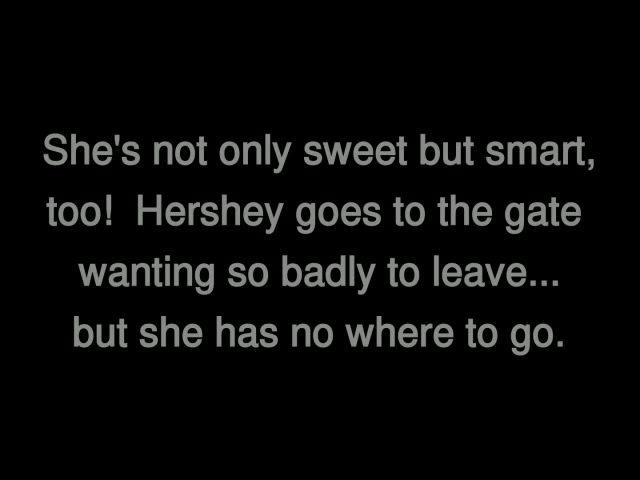 She's not only sweet but smart,
too!  Hershey goes to the gate
wanting so badly to leave...
but she has no where to go.